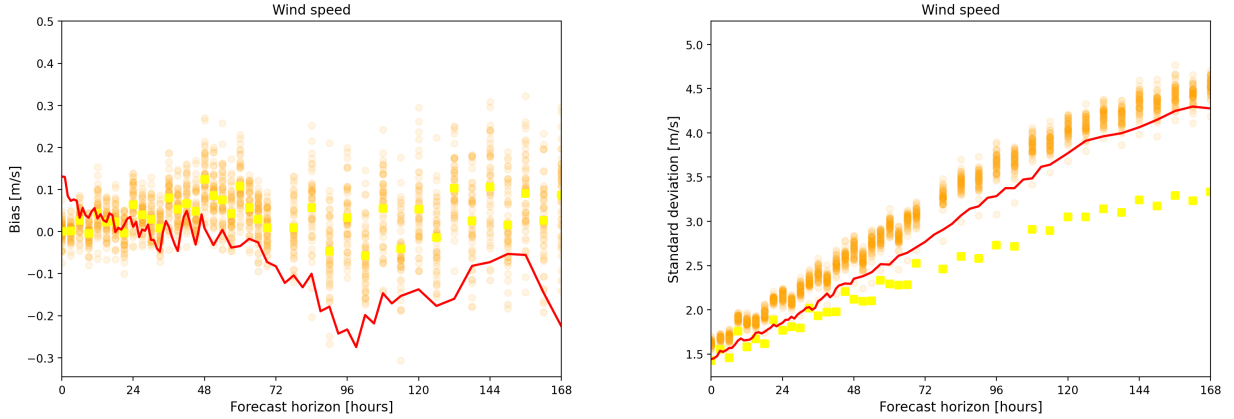 Wind speed
Bias [m/s]
0.5
0.4
0.3
0.2
0.1
0.0
−0.1
−0.2
−0.3
0 24 48 72 96 120 144 168
Forecast horizon [hours]
Wind speed
Standard deviation [m/s]
5.0
4.5
4.0
3.5
3.0
2.5
2.0
1.5
0 24 48 72 96 120 144 168
Forecast horizon [hours]